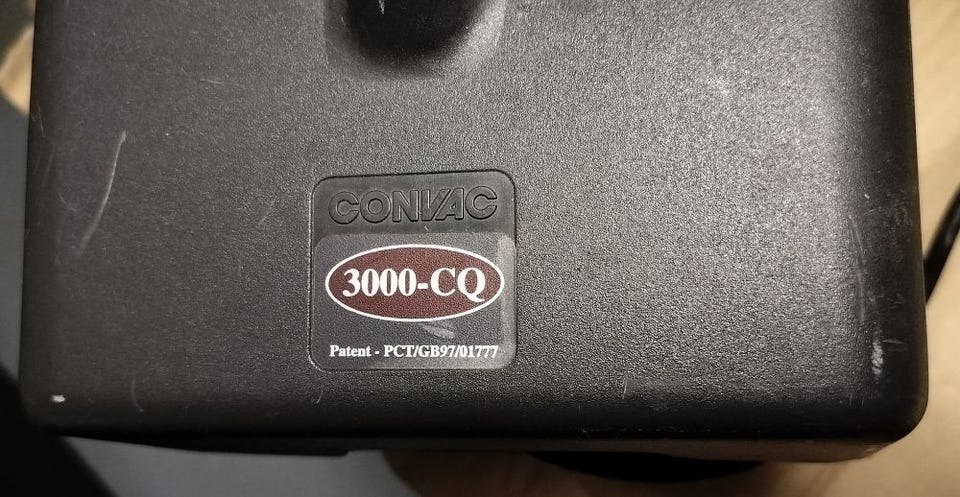 CONVAC
3000-CQ
Patent - PCT/GB97/01777